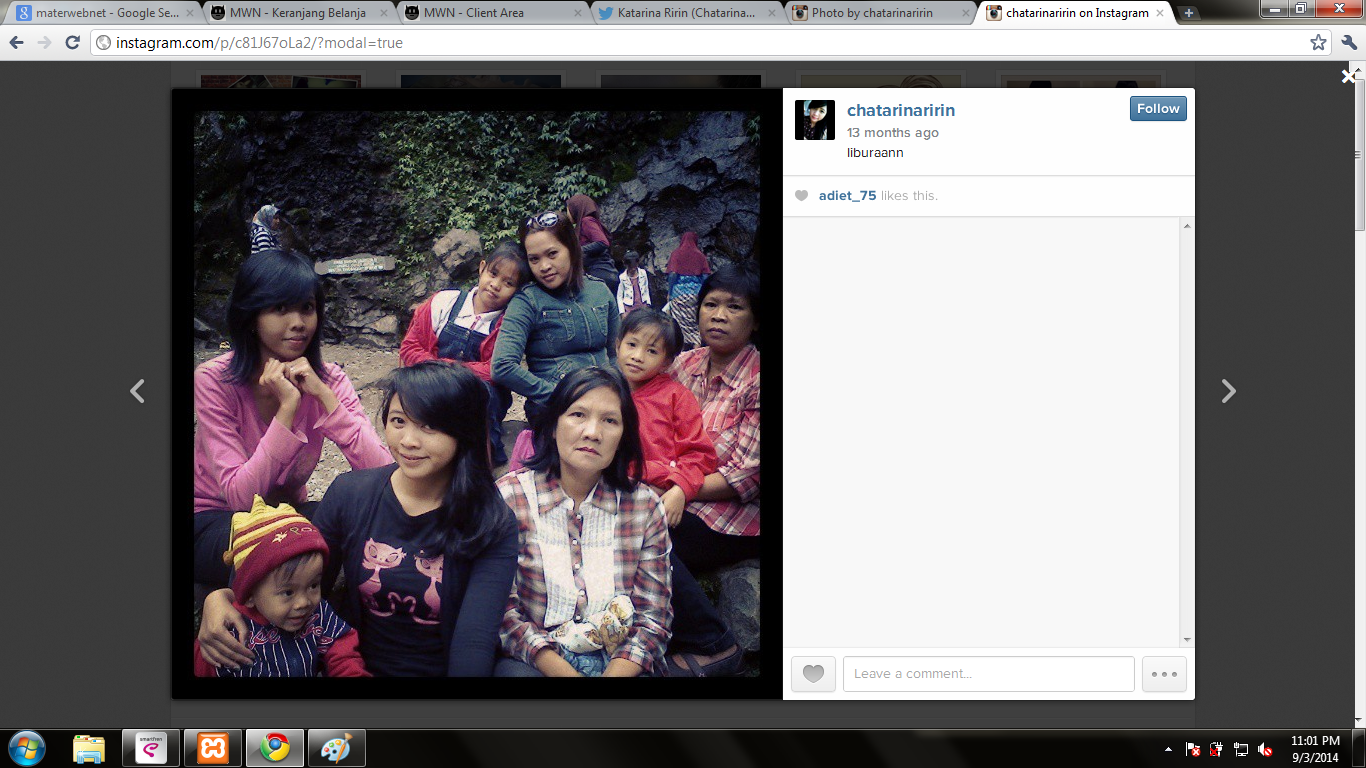 materwebnet - Google Se...
MWN - Keranjang Belanja
MWN - Client Area
Katarina Ririn (Chatarina...
Photo by chatarinaririn
chatarinaririn on Instagram
instagram.com/p/c81J67oLa2/?modal=true
chatarinaririn
Follow
13 months ago
liburaann
adiet_75 likes this.
Leave a comment...
smartfren
11:01 PM
9/3/2014